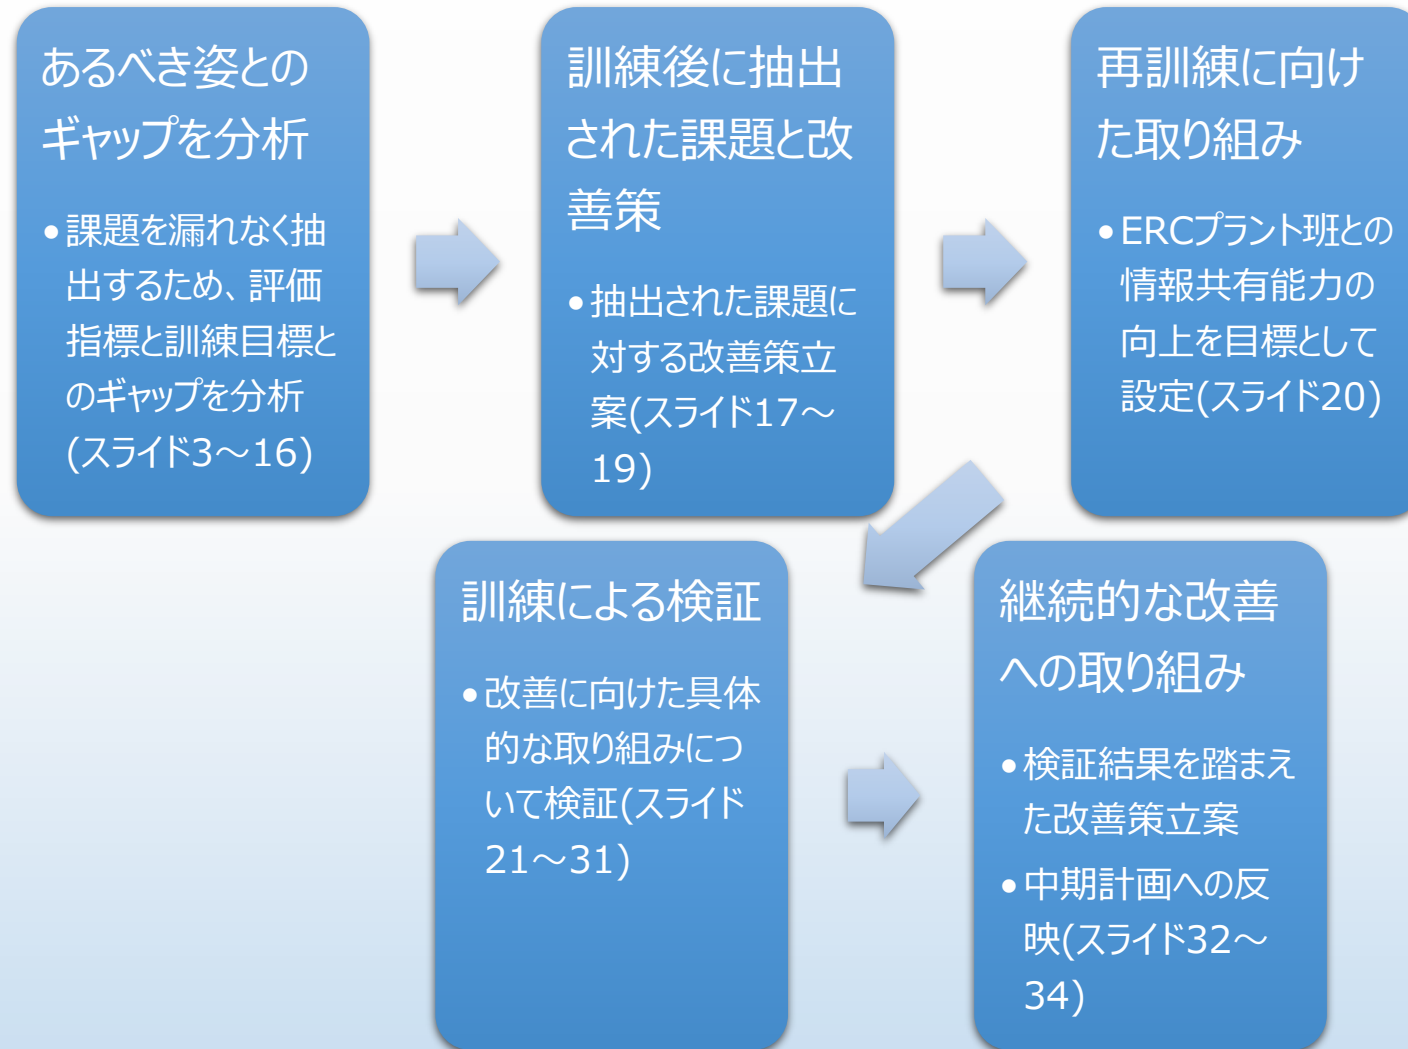 あるべき姿との
ギャップを分析
•課題を漏れなく抽
出するため、評価
指標と訓練目標と
のギャップを分析
(スライド3～16)
訓練後に抽出
された課題と改
善策
•抽出された課題に
対する改善策立
案(スライド17～
19)
再訓練に向け
た取り組み
•ERCプラント班との
情報共有能力の
向上を目標として
設定(スライド20)
訓練による検証
•改善に向けた具体
的な取り組みにつ
いて検証(スライド
21～31)
継続的な改善
への取り組み
•検証結果を踏まえ
た改善策立案
•中期計画への反
映(スライド32～
34)